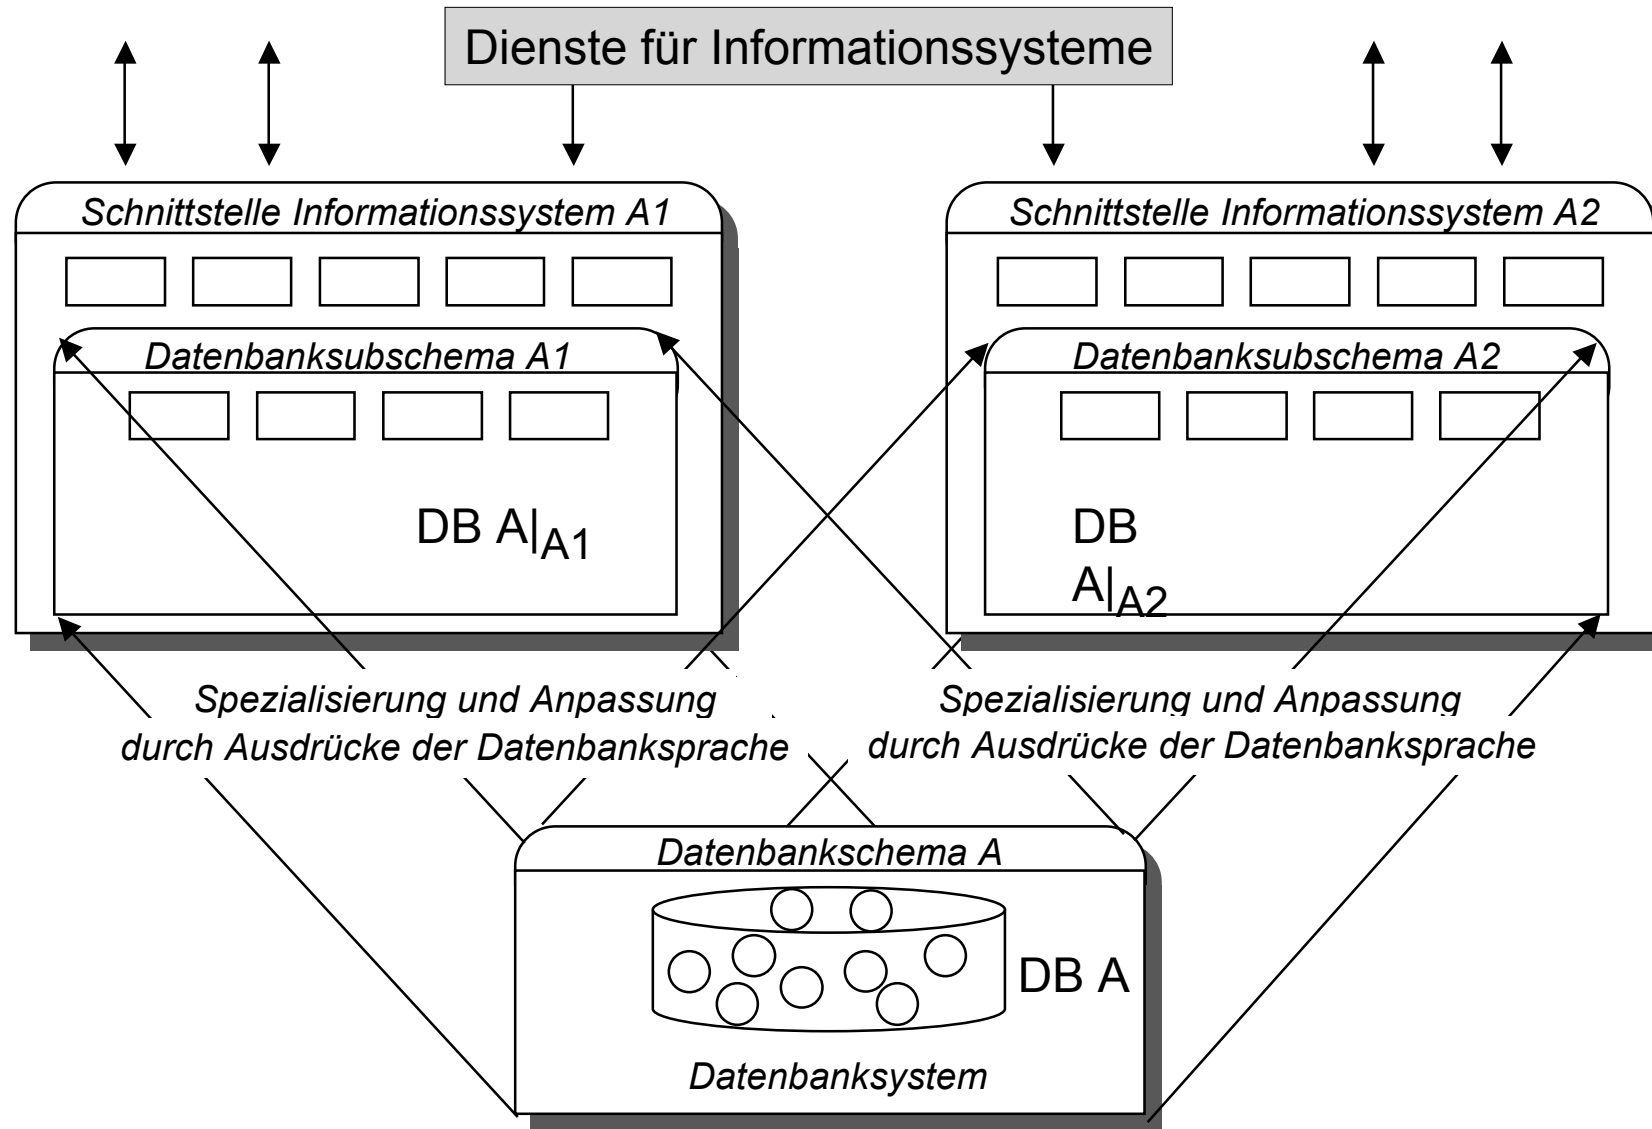 Dienste für Informationssysteme
Schnittstelle Informationssystem A1
Schnittstelle Informationssystem A2
Datenbanksubschema A1
Datenbanksubschema A2
DB A|A1
DB
A|A2
Spezialisierung und Anpassung
durch Ausdrücke der Datenbanksprache
Spezialisierung und Anpassung
durch Ausdrücke der Datenbanksprache
Datenbankschema A
DB A
Datenbanksystem